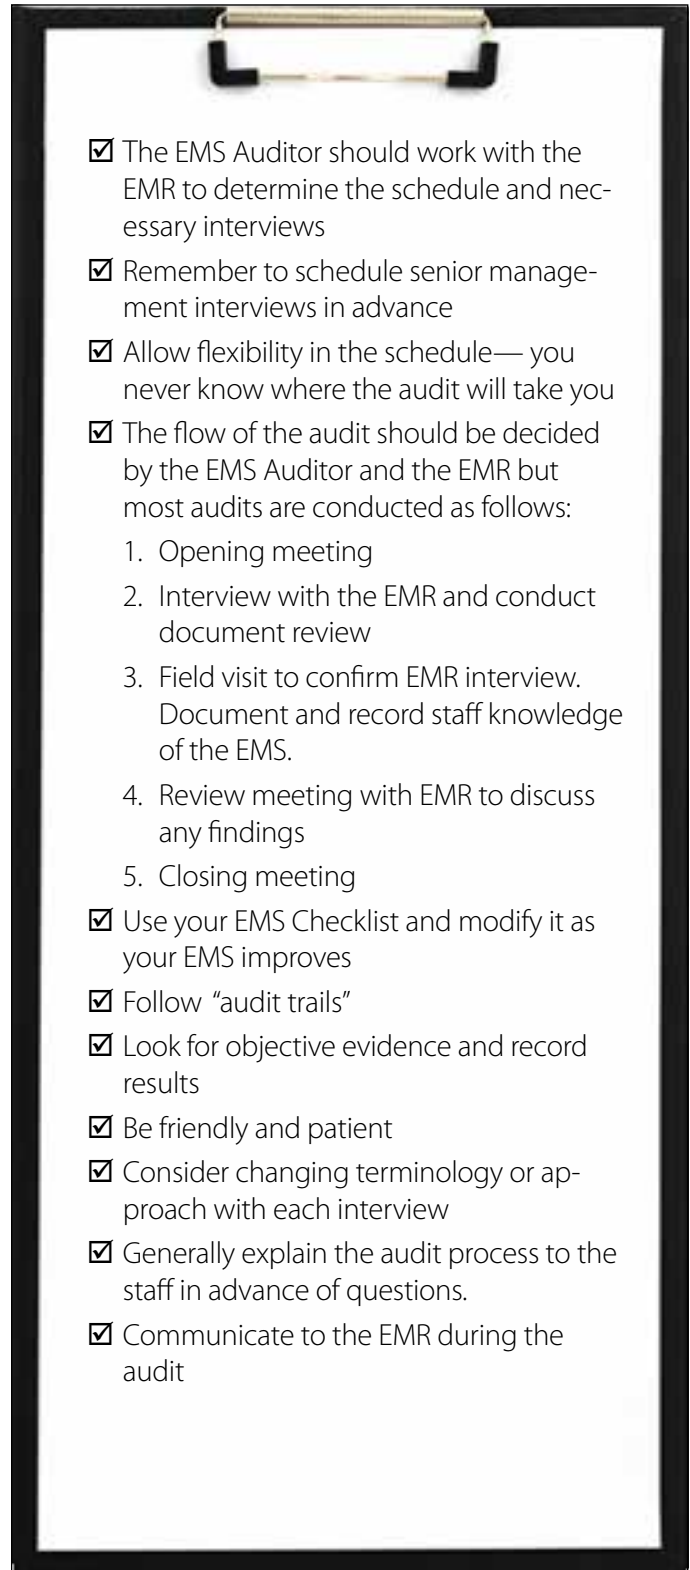 ☑ The EMS Auditor should work with the
EMR to determine the schedule and nec-
essary interviews
☑ Remember to schedule senior manage-
ment interviews in advance
☑ Allow flexibility in the schedule— you
never know where the audit will take you
☑ The flow of the audit should be decided
by the EMS Auditor and the EMR but
most audits are conducted as follows:
1. Opening meeting
2. Interview with the EMR and conduct
document review
3. Field visit to confirm EMR interview.
Document and record staff knowledge
of the EMS.
4. Review meeting with EMR to discuss
any findings
5. Closing meeting
☑ Use your EMS Checklist and modify it as
your EMS improves
☑ Follow “audit trails”
☑ Look for objective evidence and record
results
☑ Be friendly and patient
☑ Consider changing terminology or ap-
proach with each interview
☑ Generally explain the audit process to the
staff in advance of questions.
☑ Communicate to the EMR during the
audit